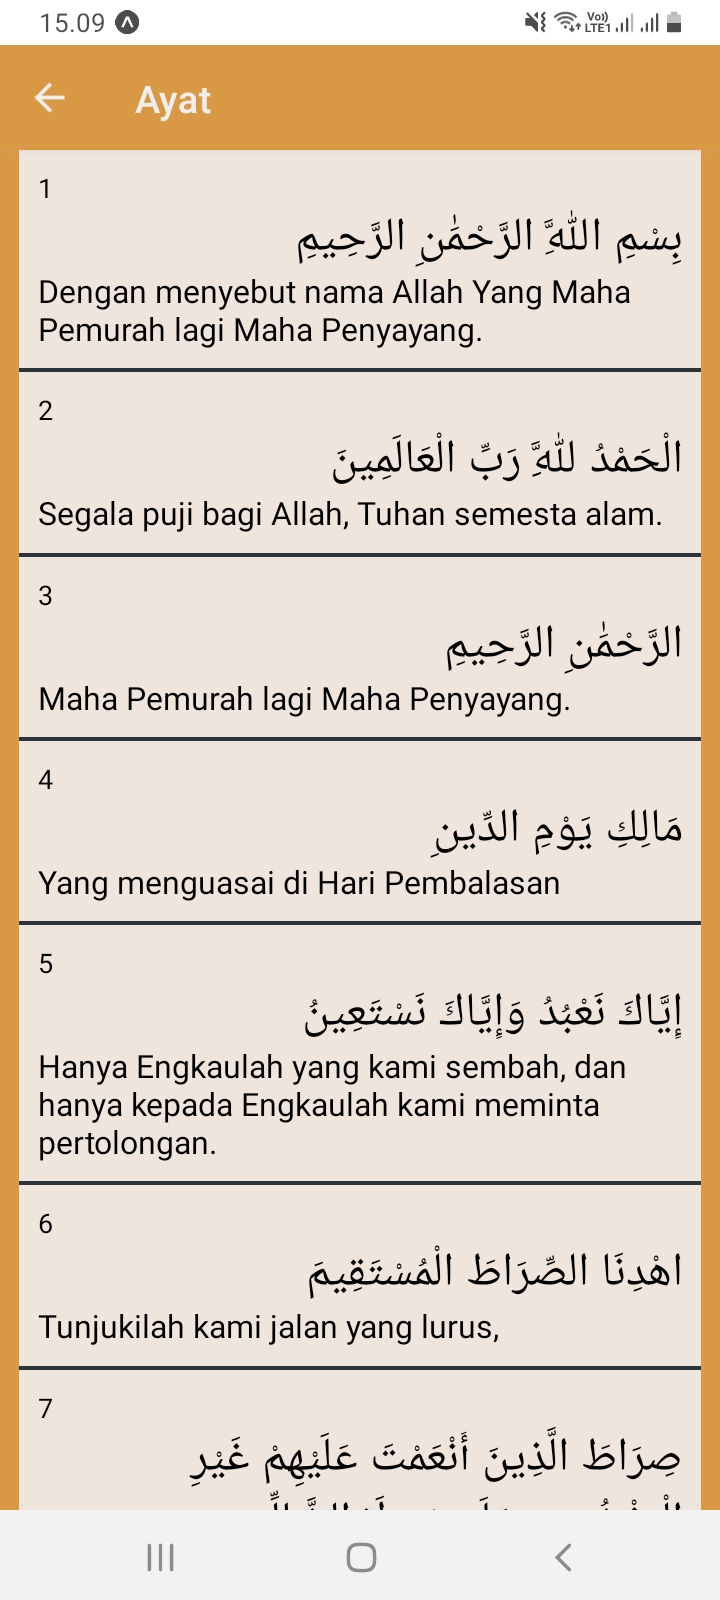 15.09
Vo))
LTE1
Ayat
1
بِسْمِ اللَّهِ الرَّحْمَٰنِ الرَّحِيمِ
Dengan menyebut nama Allah Yang Maha
Pemurah lagi Maha Penyayang.
2
الْحَمْدُ لِلَّهِ رَبِّ الْعَالَمِينَ
Segala puji bagi Allah, Tuhan semesta alam.
3
الرَّحْمَٰنِ الرَّحِيمِ
Maha Pemurah lagi Maha Penyayang.
4
مَالِكِ يَوْمِ الدِّينِ
Yang menguasai di Hari Pembalasan
5
إِيَّاكَ نَعْبُدُ وَإِيَّاكَ نَسْتَعِينُ
Hanya Engkaulah yang kami sembah, dan
hanya kepada Engkaulah kami meminta
pertolongan.
6
اهْدِنَا الصِّرَاطَ الْمُسْتَقِيمَ
Tunjukilah kami jalan yang lurus,
7
صِرَاطَ الَّذِينَ أَنْعَمْتَ عَلَيْهِمْ غَيْرِ